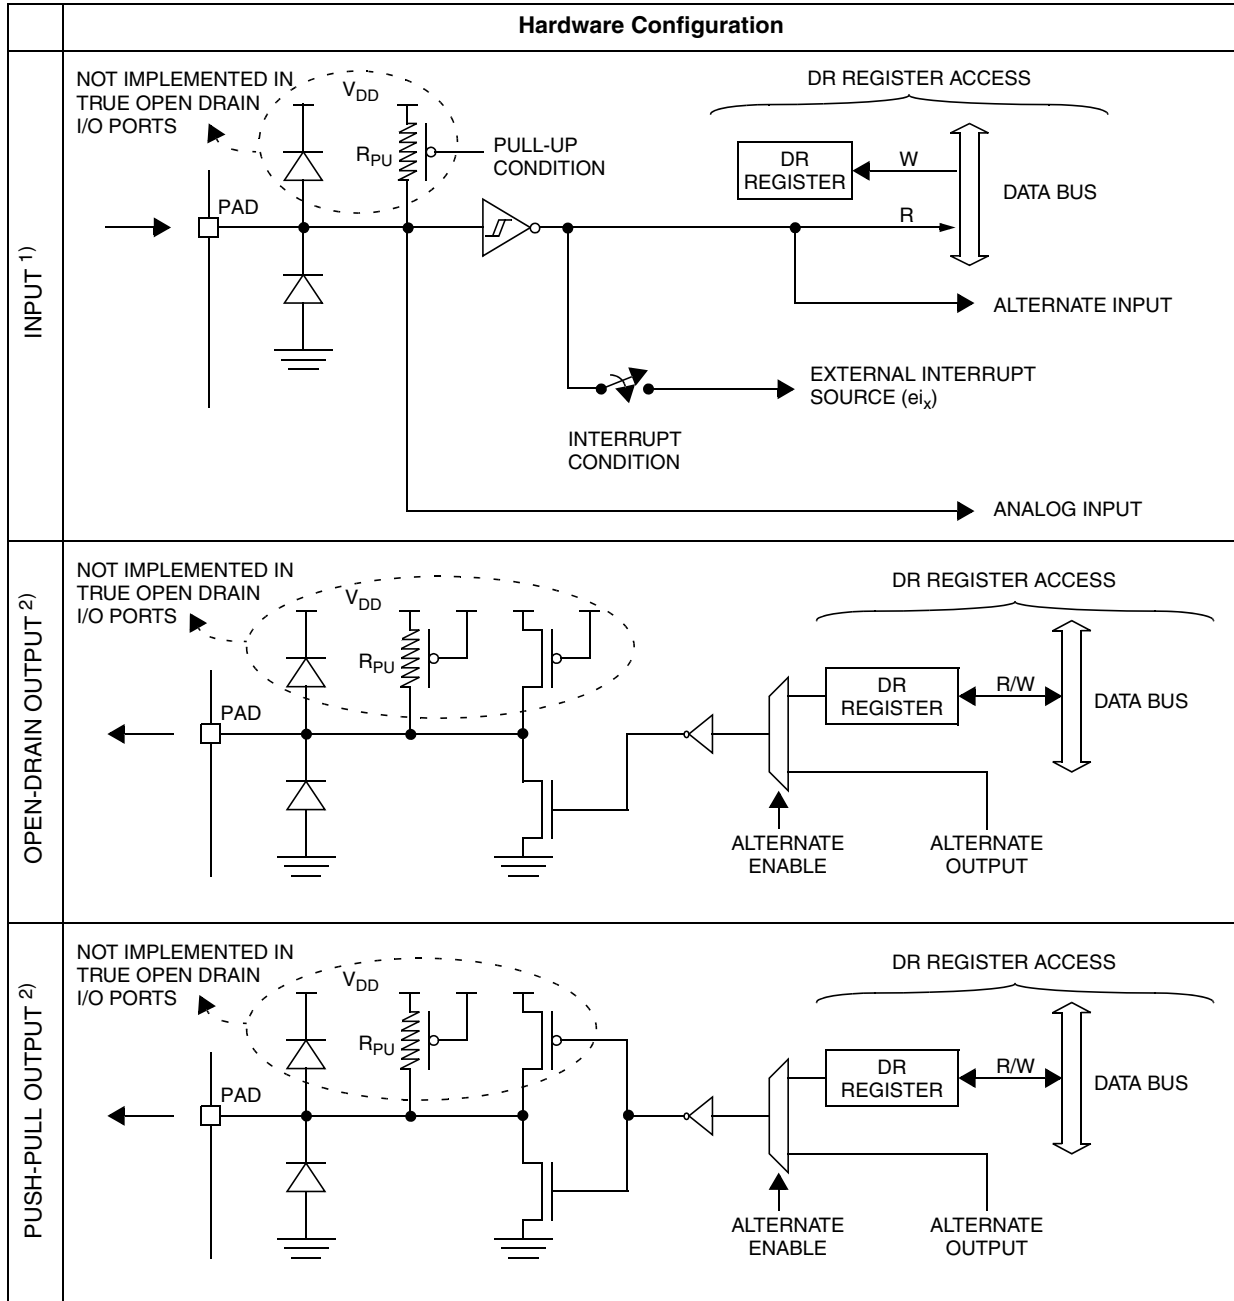 Hardware Configuration
INPUT 1)
NOT IMPLEMENTED IN
TRUE OPEN DRAIN
I/O PORTS
VDD
RPU
PULL-UP
CONDITION
PAD
DR REGISTER ACCESS
DR
REGISTER
W
R
DATA BUS
ALTERNATE INPUT
EXTERNAL INTERRUPT
SOURCE (eix)
INTERRUPT
CONDITION
ANALOG INPUT
OPEN-DRAIN OUTPUT 2)
NOT IMPLEMENTED IN
TRUE OPEN DRAIN
I/O PORTS
VDD
RPU
PAD
DR REGISTER ACCESS
DR
REGISTER
R/W
DATA BUS
ALTERNATE
ENABLE
ALTERNATE
OUTPUT
PUSH-PULL OUTPUT 2)
NOT IMPLEMENTED IN
TRUE OPEN DRAIN
I/O PORTS
VDD
RPU
PAD
DR REGISTER ACCESS
DR
REGISTER
R/W
DATA BUS
ALTERNATE
ENABLE
ALTERNATE
OUTPUT